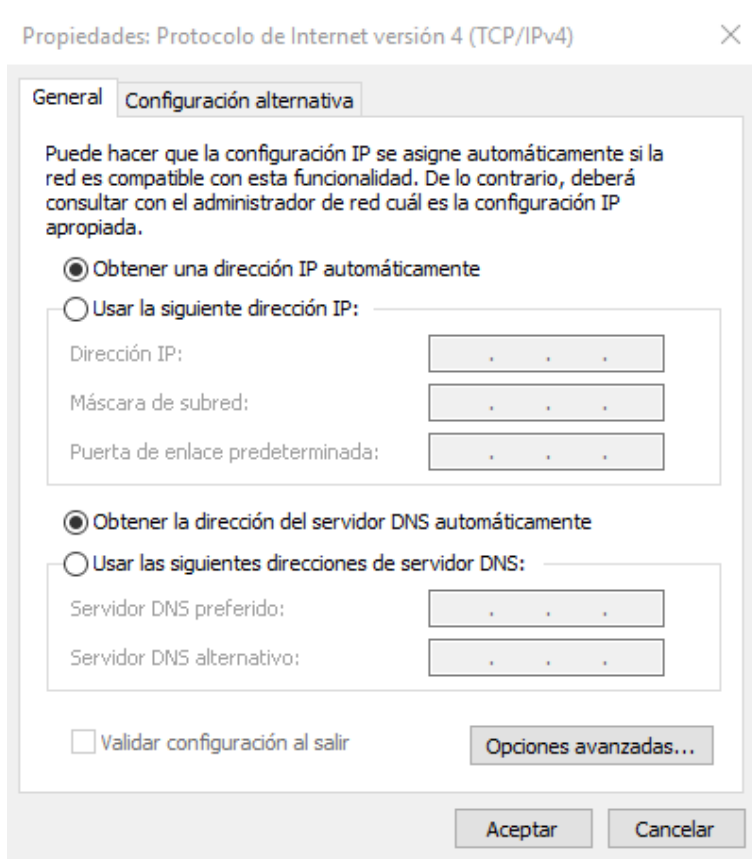 Propiedades: Protocolo de Internet versión 4 (TCP/IPv4)
General
Configuración alternativa
Puede hacer que la configuración IP se asigne automáticamente si la
red es compatible con esta funcionalidad. De lo contrario, deberá
consultar con el administrador de red cuál es la configuración IP
apropiada.
Obtener una dirección IP automáticamente
Usar la siguiente dirección IP:
Dirección IP:
Máscara de subred:
Puerta de enlace predeterminada:
Obtener la dirección del servidor DNS automáticamente
Usar las siguientes direcciones de servidor DNS:
Servidor DNS preferido:
Servidor DNS alternativo:
Validar configuración al salir
Opciones avanzadas...
Aceptar
Cancelar